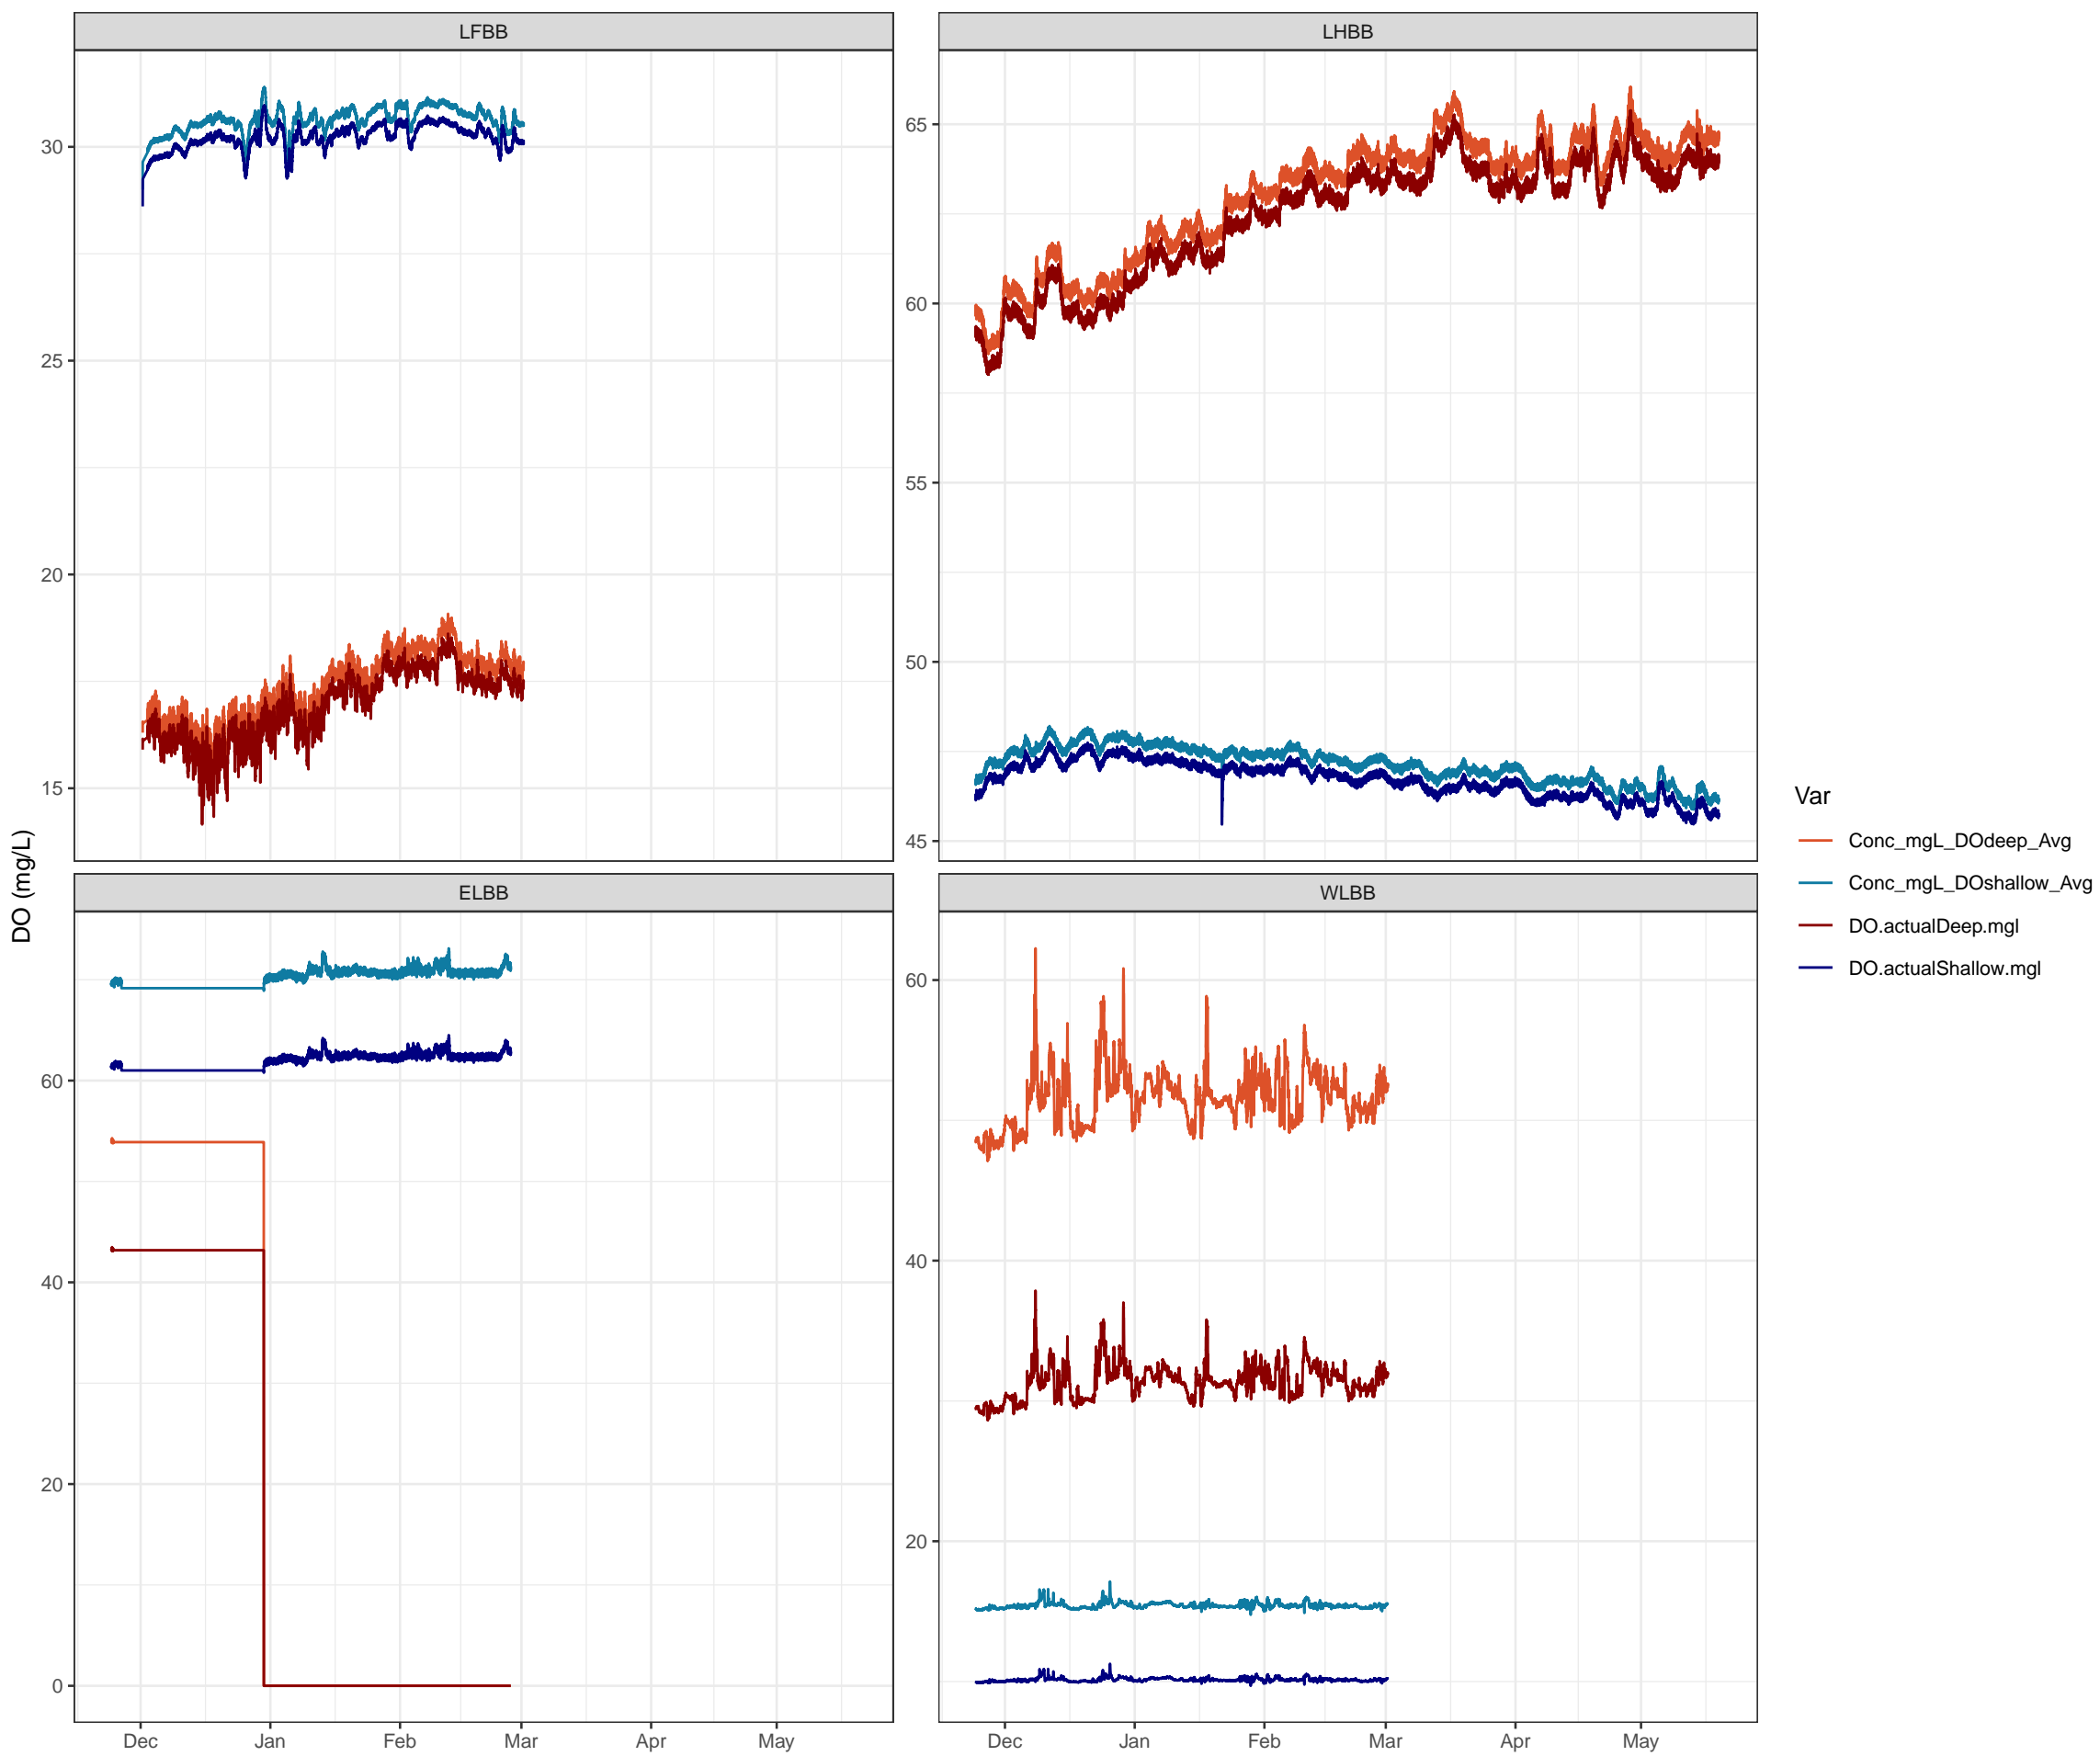 LFBB
LHBB
30
25
20
15
65
60
55
50
45
ELBB
WLBB
60
40
20
0
60
40
20
Dec Jan Feb Mar Apr May
Dec Jan Feb Mar Apr May
DO (mg/L)
Var
Conc_mgL_DOdeep_Avg
Conc_mgL_DOshallow_Avg
DO.actualDeep.mgl
DO.actualShallow.mgl